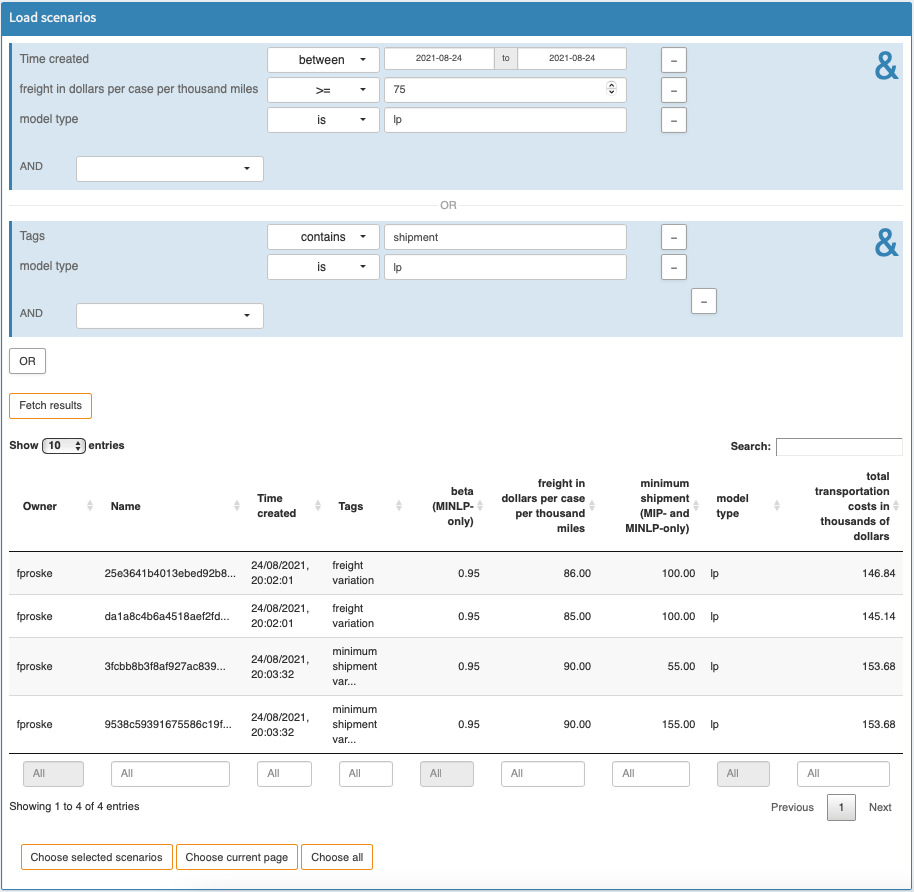 Load scenarios
Time created between 2021-08-24 to 2021-08-24 – &
freight in dollars per case per thousand miles >= 75 –
model type is lp –
AND
OR
Tags contains shipment – &
model type is lp –
–
AND
OR
Fetch results
Show 10 entries Search:
Owner Name Time created Tags beta (MINLP-only) freight in dollars per case per thousand miles minimum shipment (MIP- and MINLP-only) model type total transportation costs in thousands of dollars
fproske 25e3641b4013ebed92b8... 24/08/2021, 20:02:01 freight variation 0.95 86.00 100.00 lp 146.84
fproske da1a8c4b6a4518aef2fd... 24/08/2021, 20:02:01 freight variation 0.95 85.00 100.00 lp 145.14
fproske 3fcbb8b3f8af927ac839... 24/08/2021, 20:03:32 minimum shipment var... 0.95 90.00 55.00 lp 153.68
fproske 9538c59391675586c19f... 24/08/2021, 20:03:32 minimum shipment var... 0.95 90.00 155.00 lp 153.68
All All All All All All All All All
Showing 1 to 4 of 4 entries Previous 1 Next
Choose selected scenarios Choose current page Choose all